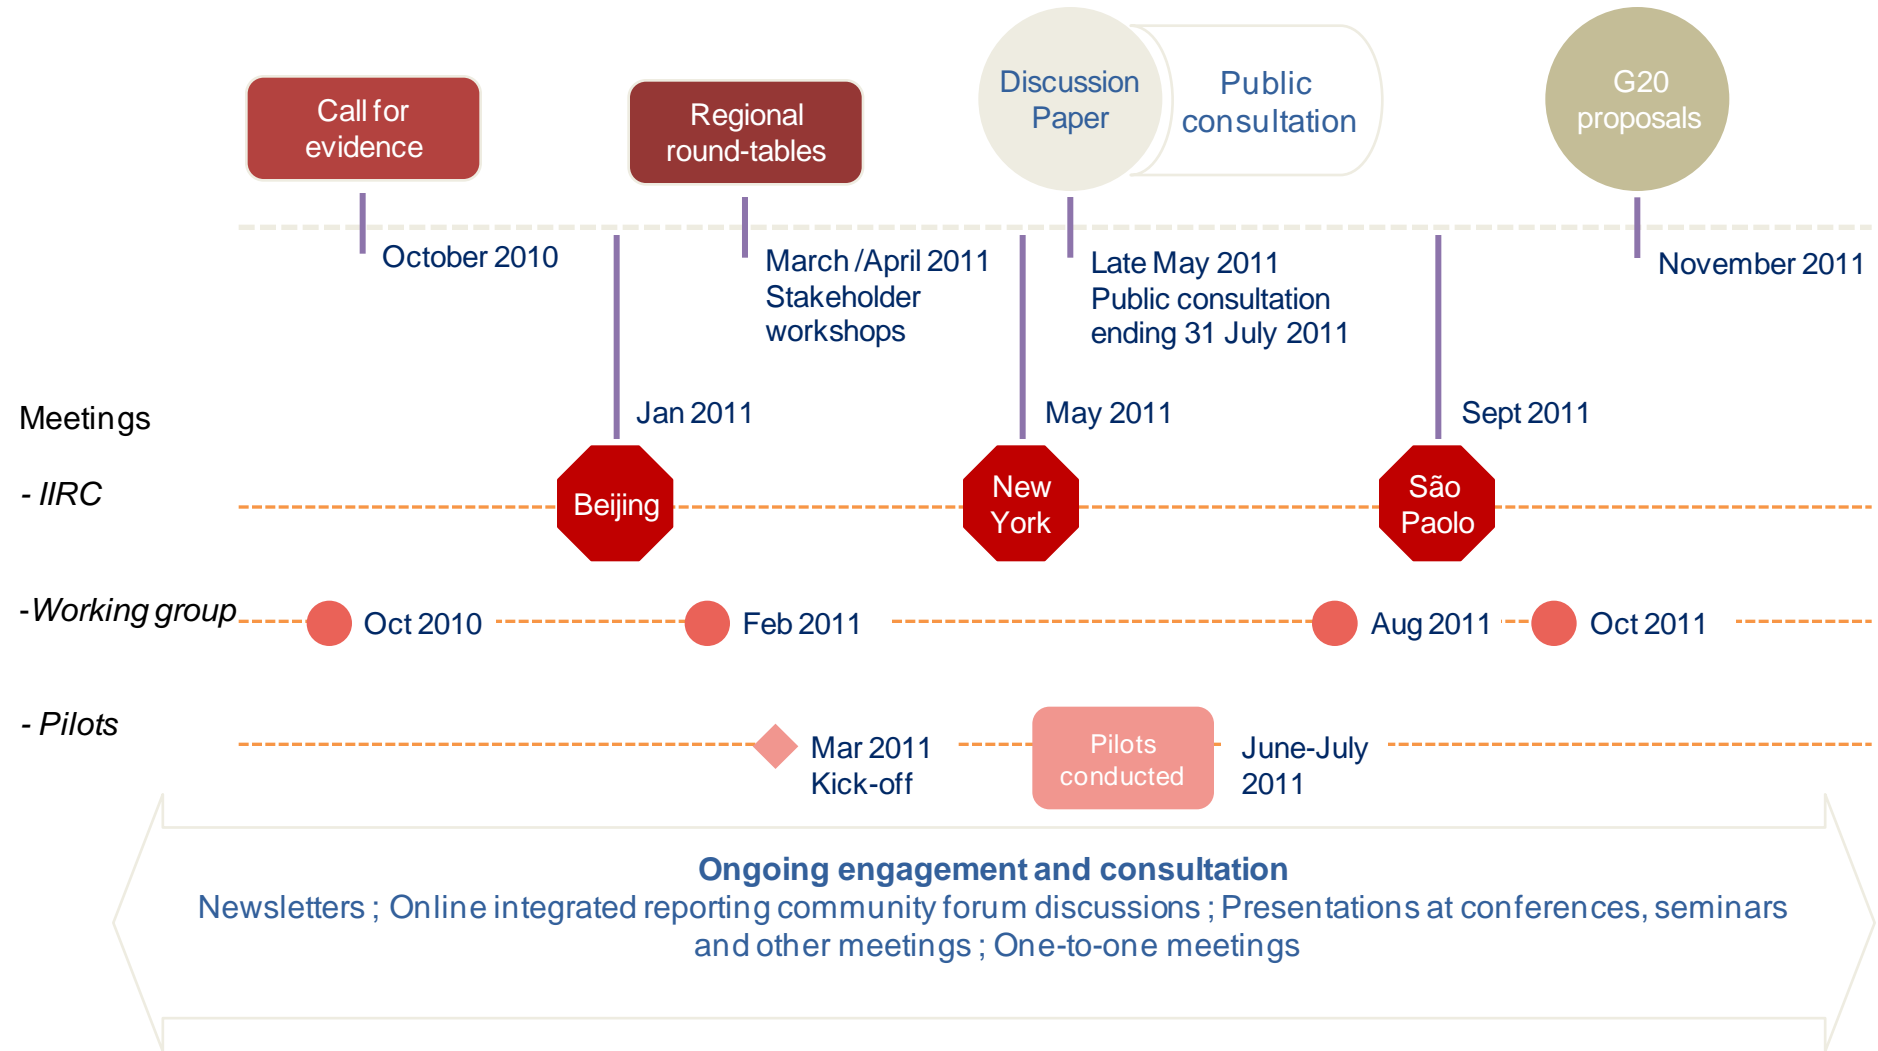 Call for
evidence
Regional
round-tables
Discussion
Paper
Public
consultation
G20
proposals
October 2010
March /April 2011
Stakeholder
workshops
Late May 2011
Public consultation
ending 31 July 2011
November 2011
Meetings
Jan 2011
May 2011
Sept 2011
- IIRC
Beijing
New
York
São
Paolo
-Working group
Oct 2010
Feb 2011
Aug 2011
Oct 2011
- Pilots
Mar 2011
Kick-off
Pilots
conducted
June-July
2011
Ongoing engagement and consultation
Newsletters ; Online integrated reporting community forum discussions ; Presentations at conferences, seminars
and other meetings ; One-to-one meetings